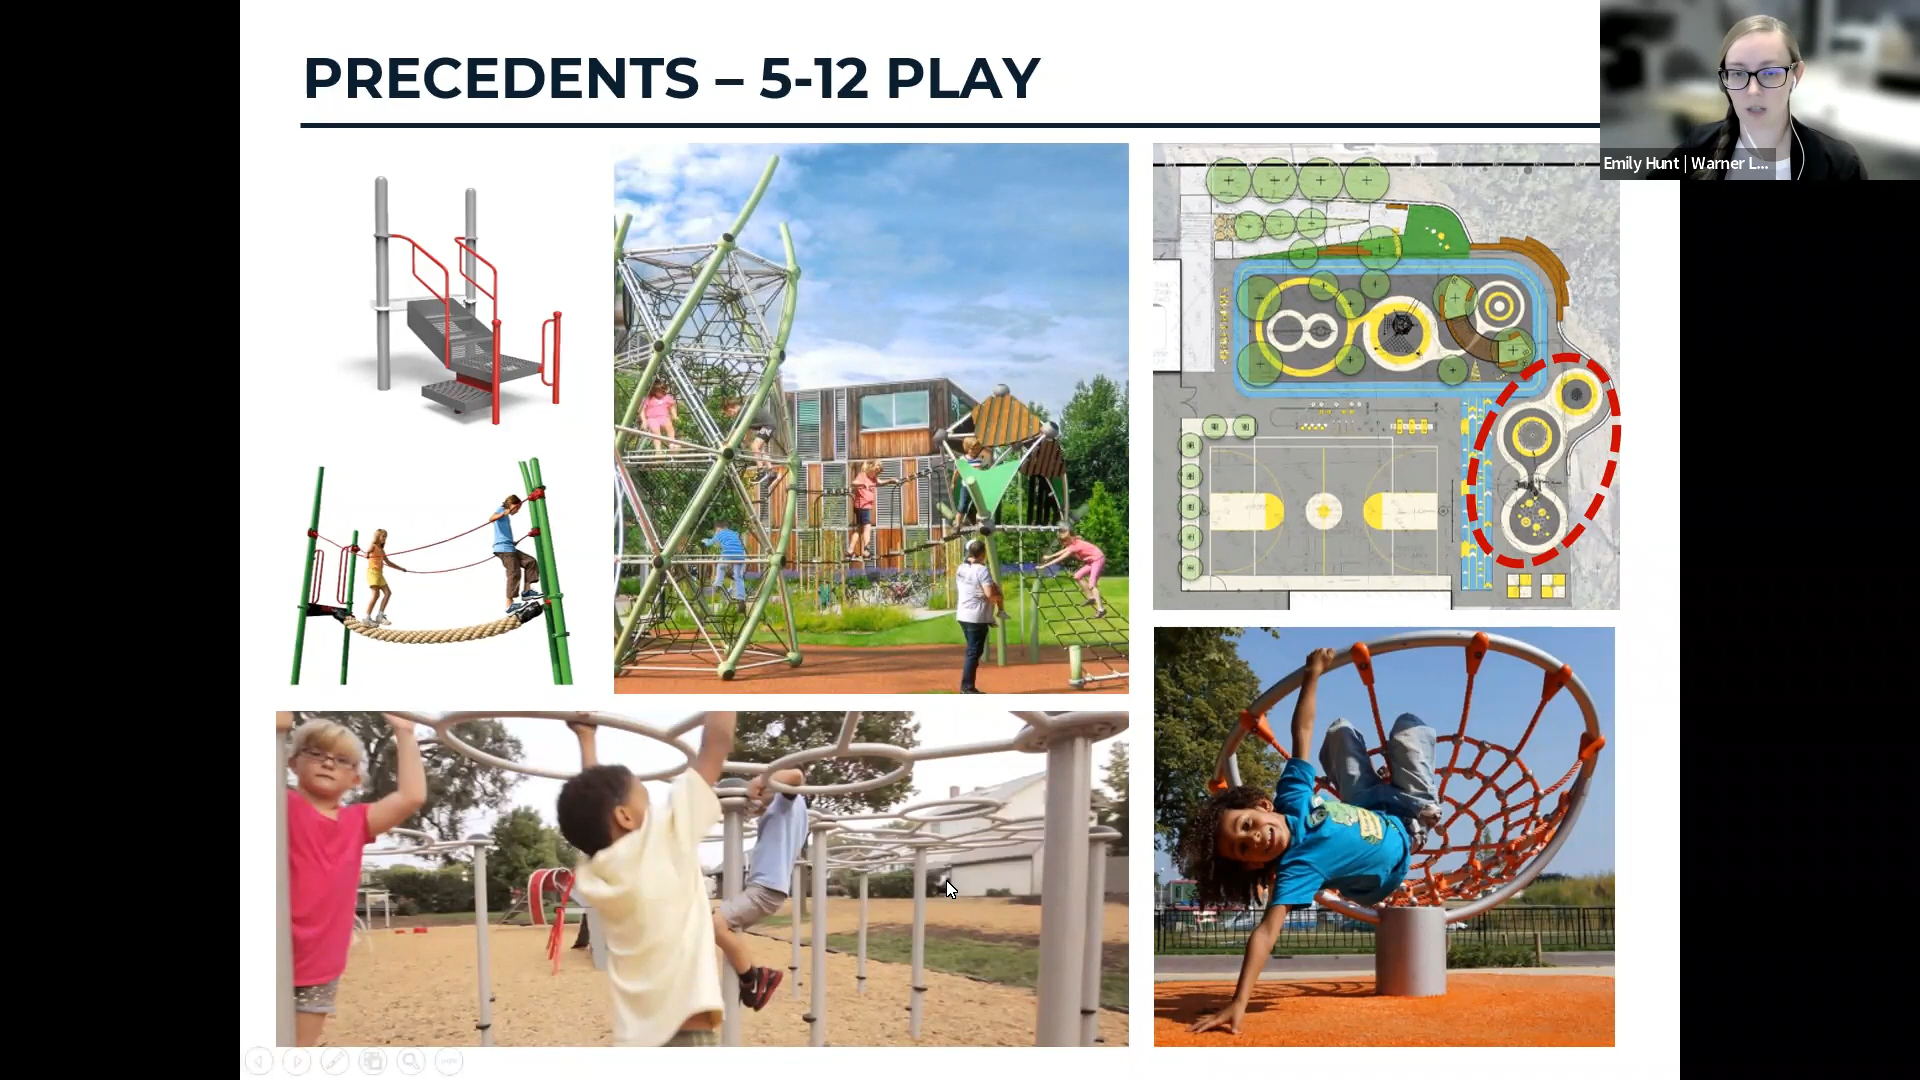 PRECEDENTS – 5-12 PLAY
Emily Hunt | Warner L...